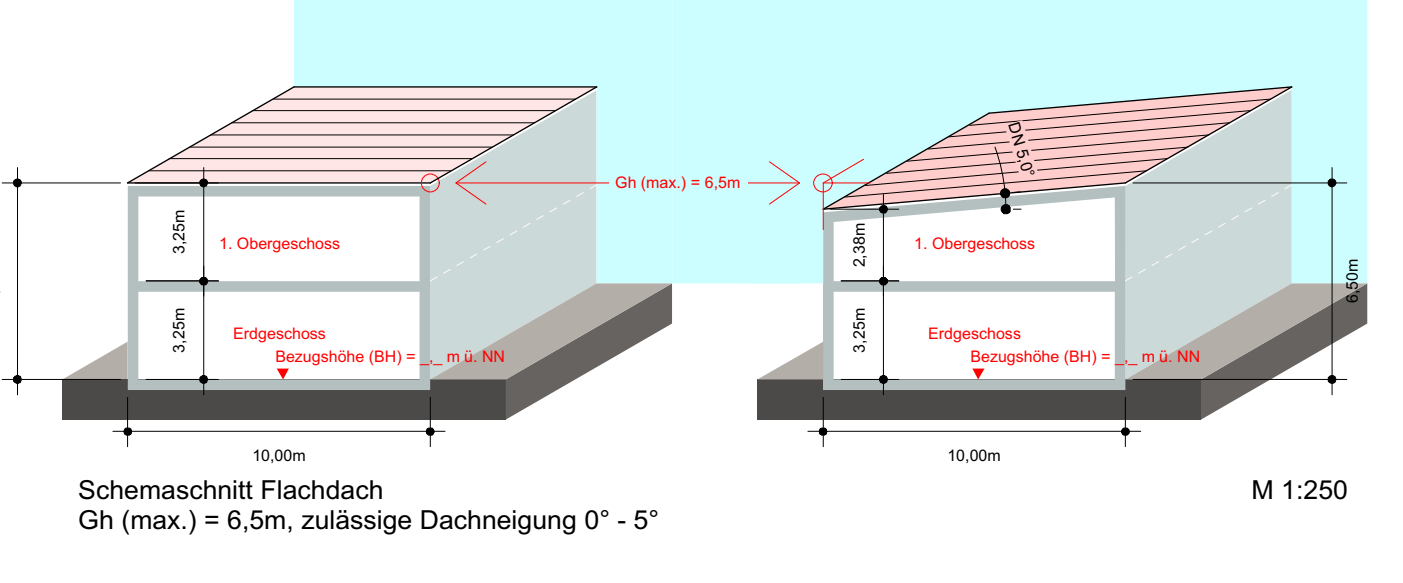 DN 5,0°
Gh (max.) = 6,5m
3,25m
1. Obergeschoss
2,38m
1. Obergeschoss
6,50m
3,25m
Erdgeschoss
Bezugshöhe (BH) = _,_ m ü. NN
3,25m
Erdgeschoss
Bezugshöhe (BH) = _,_ m ü. NN
10,00m
10,00m
Schemaschnitt Flachdach
M 1:250
Gh (max.) = 6,5m, zulässige Dachneigung 0° - 5°